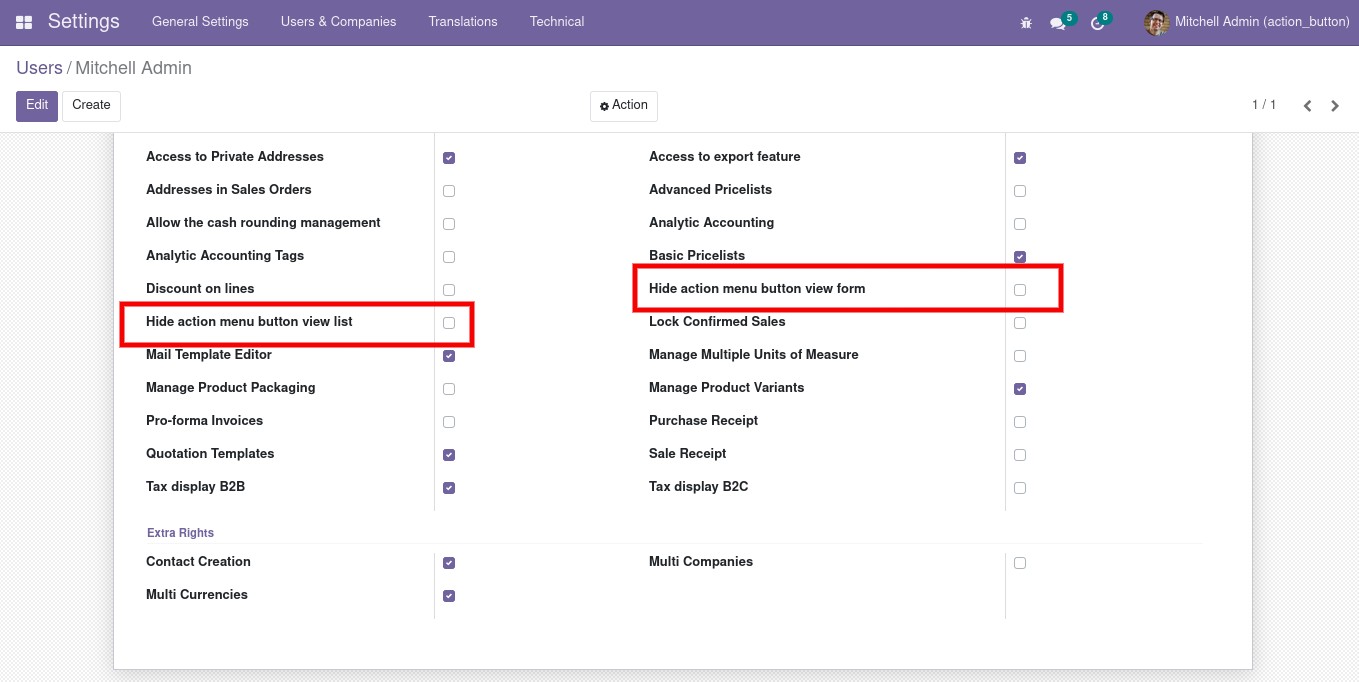 Settings General Settings Users & Companies Translations Technical 5 8 Mitchell Admin (action_button)
Users / Mitchell Admin
Edit Create Action 1 / 1
Access to Private Addresses Access to export feature
Addresses in Sales Orders Advanced Pricelists
Allow the cash rounding management Analytic Accounting
Analytic Accounting Tags Basic Pricelists
Discount on lines Hide action menu button view form
Hide action menu button view list Lock Confirmed Sales
Mail Template Editor Manage Multiple Units of Measure
Manage Product Packaging Manage Product Variants
Pro-forma Invoices Purchase Receipt
Quotation Templates Sale Receipt
Tax display B2B Tax display B2C
Extra Rights
Contact Creation Multi Companies
Multi Currencies